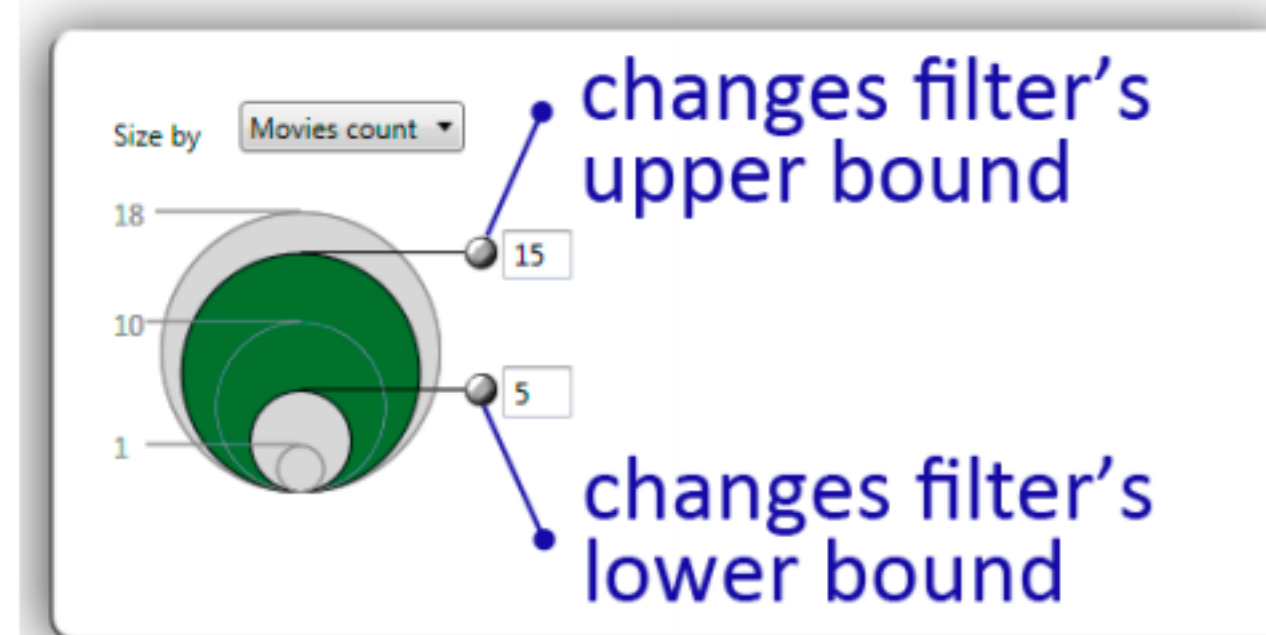 changes filter’s
upper bound
Size by Movies count
18
15
10
5
1
changes filter’s
lower bound